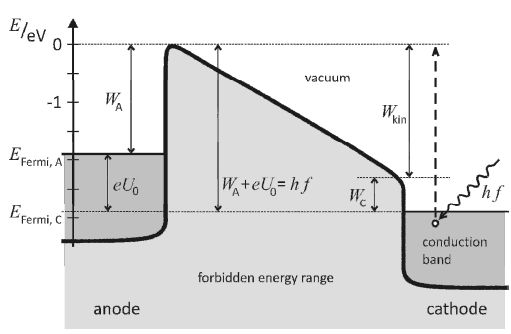 E/eV
0
vacuum
W_A
-1
W_kin
E_Fermi, A
eU_0
W_A+eU_0=hf
W_C
hf
E_Fermi, C
conduction
band
forbidden energy range
anode
cathode